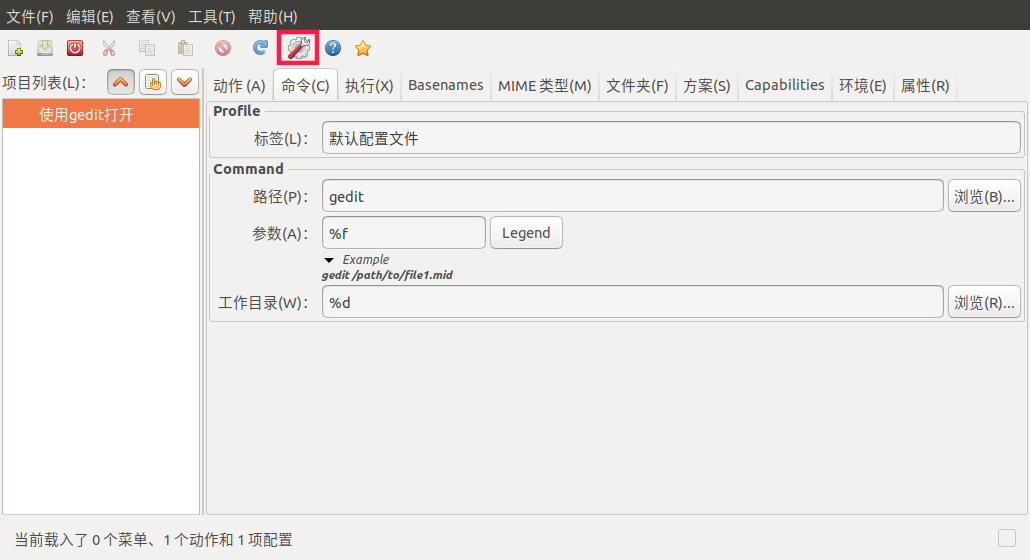 文件(F) 编辑(E) 查看(V) 工具(T) 帮助(H)
项目列表(L):
使用gedit打开
动作 (A) 命令(C) 执行(X) Basenames MIME 类型(M) 文件夹(F) 方案(S) Capabilities 环境(E) 属性(R)
Profile
标签(L): 默认配置文件
Command
路径(P): gedit 浏览(B)...
参数(A): %f Legend
Example
gedit /path/to/file1.mid
工作目录(W): %d 浏览(R)...
当前载入了 0 个菜单、1 个动作和 1 项配置